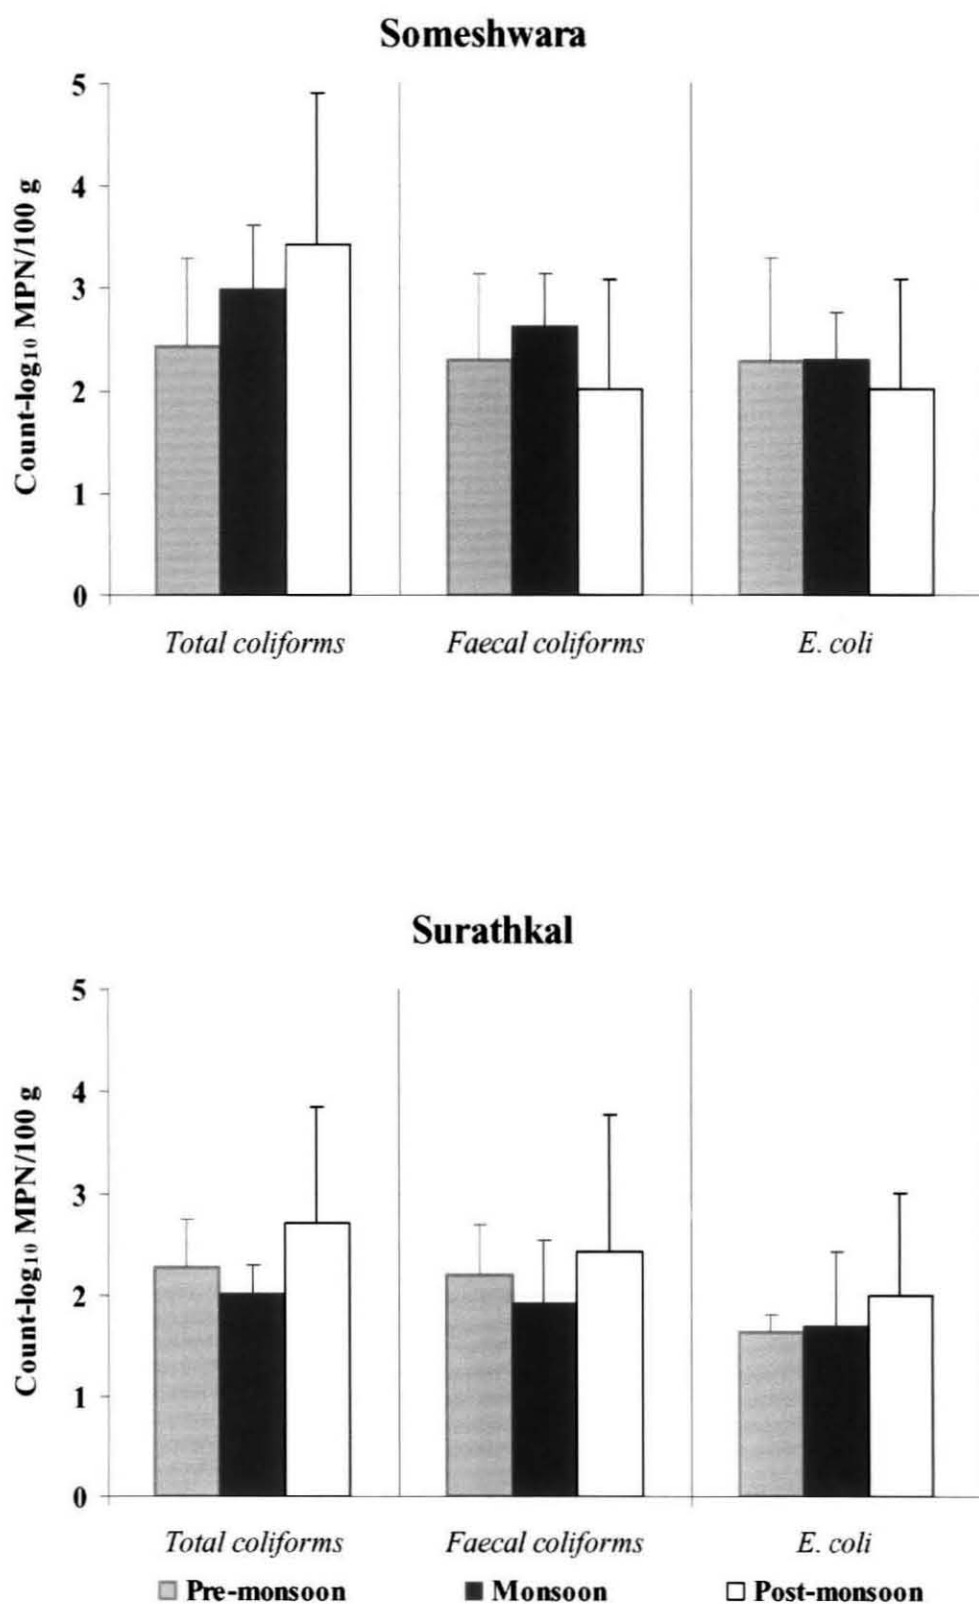 Someshwara
5
4
3
2
1
0
Count-log₁₀ MPN/100 g
Total coliforms Faecal coliforms E. coli
Surathkal
5
4
3
2
1
0
Count-log₁₀ MPN/100 g
Total coliforms Faecal coliforms E. coli
Pre-monsoon Monsoon Post-monsoon